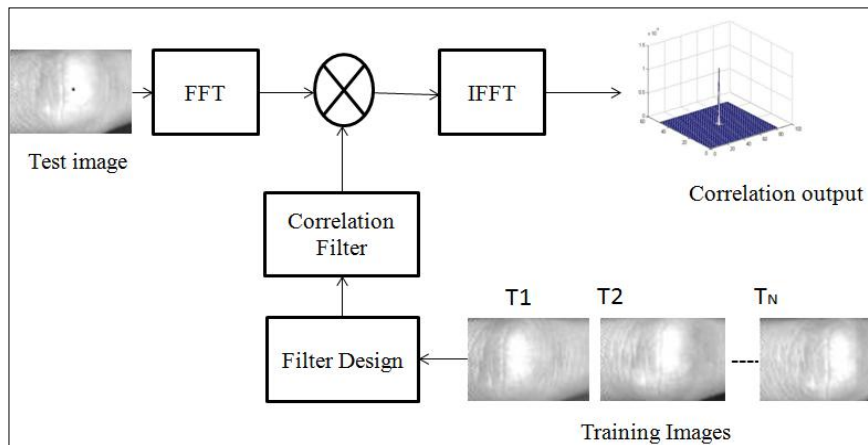 FFT
IFFT
Test image
Correlation output
Correlation
Filter
T1 T2 TN
Filter Design
Training Images